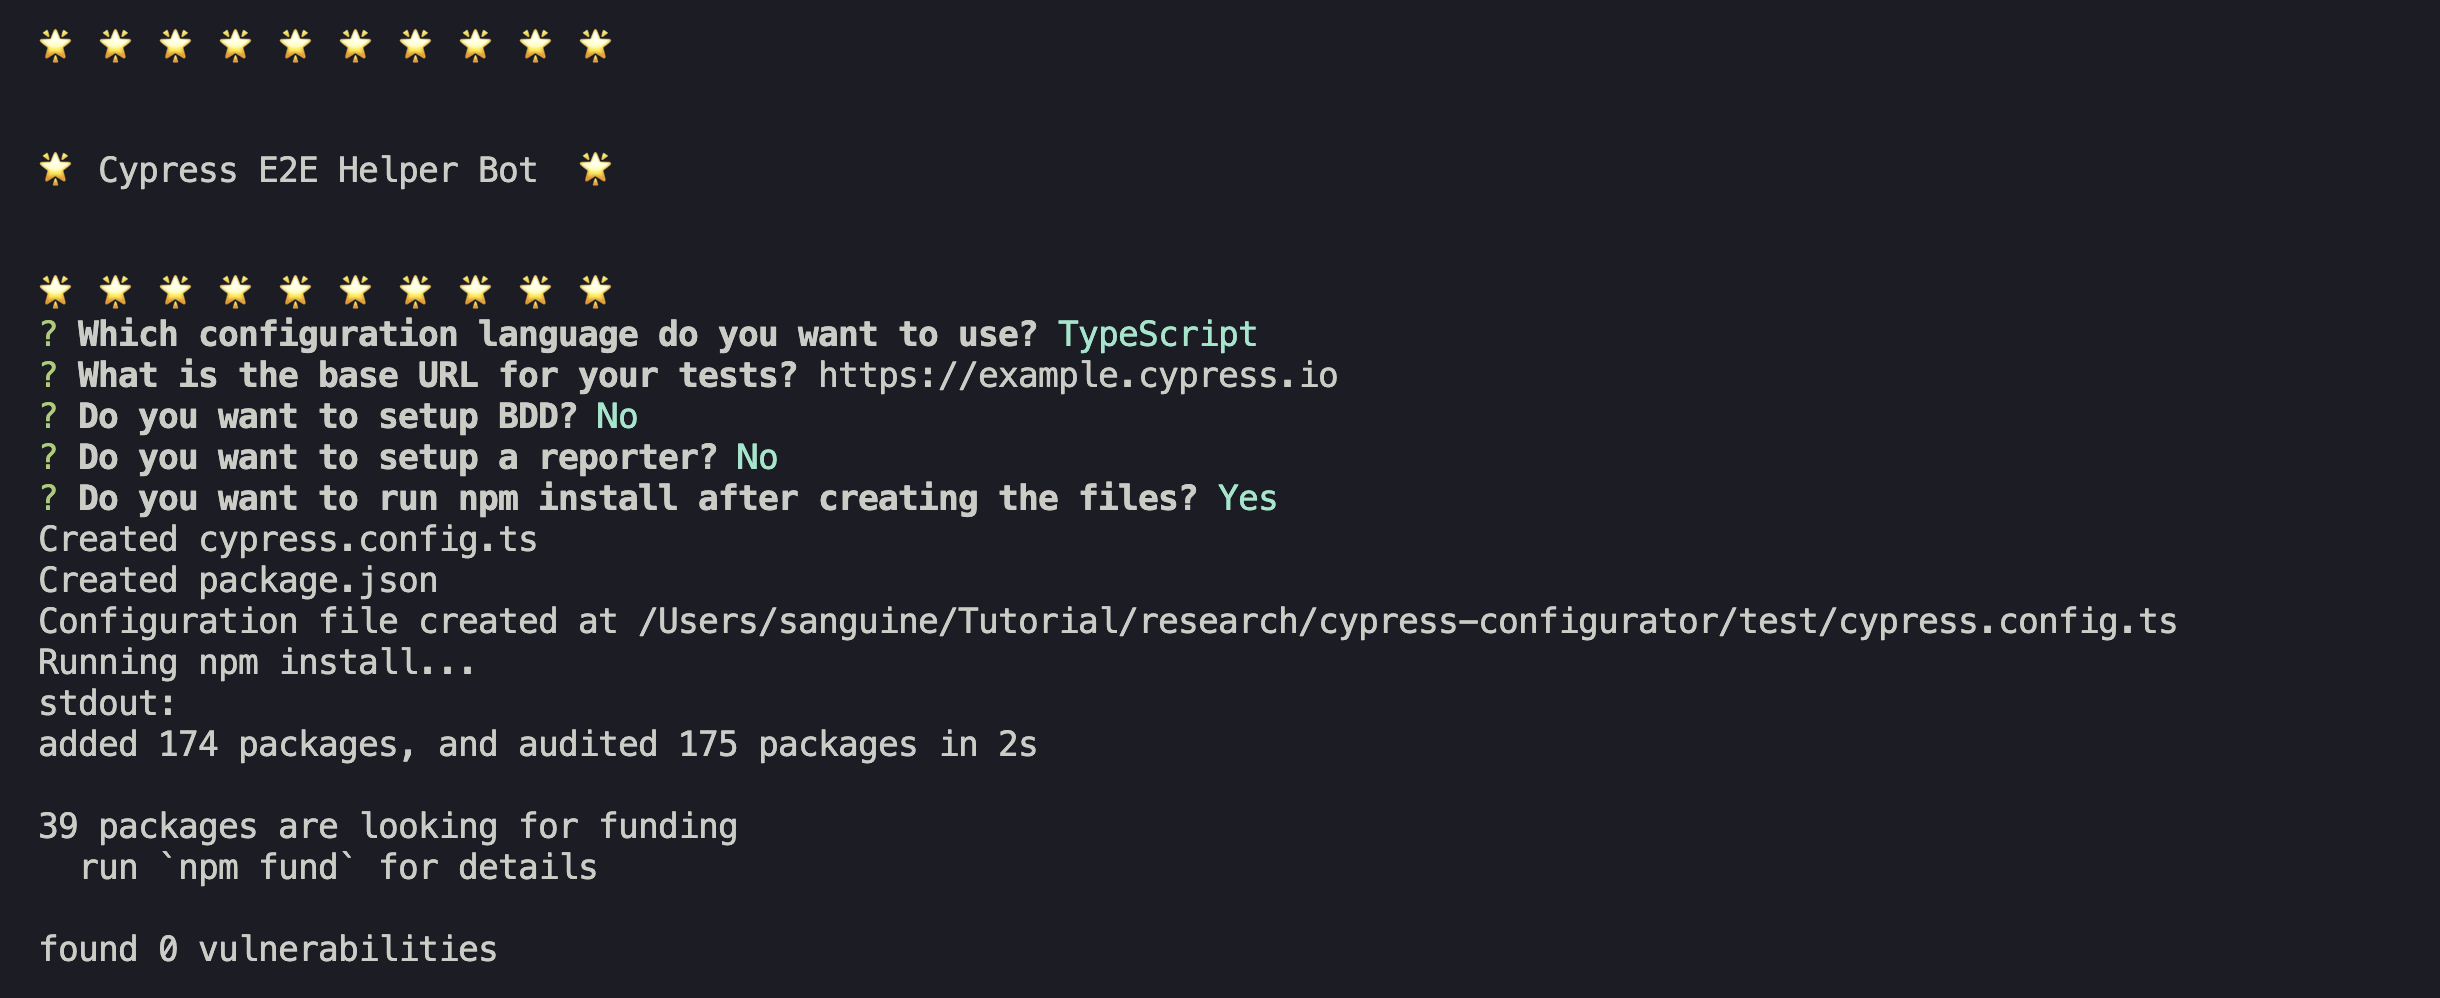 🌟 🌟 🌟 🌟 🌟 🌟 🌟 🌟 🌟 🌟
🌟 Cypress E2E Helper Bot 🌟
🌟 🌟 🌟 🌟 🌟 🌟 🌟 🌟 🌟 🌟
? Which configuration language do you want to use? TypeScript
? What is the base URL for your tests? https://example.cypress.io
? Do you want to setup BDD? No
? Do you want to setup a reporter? No
? Do you want to run npm install after creating the files? Yes
Created cypress.config.ts
Created package.json
Configuration file created at /Users/sanguine/Tutorial/research/cypress-configurator/test/cypress.config.ts
Running npm install...
stdout:
added 174 packages, and audited 175 packages in 2s
39 packages are looking for funding
  run `npm fund` for details
found 0 vulnerabilities